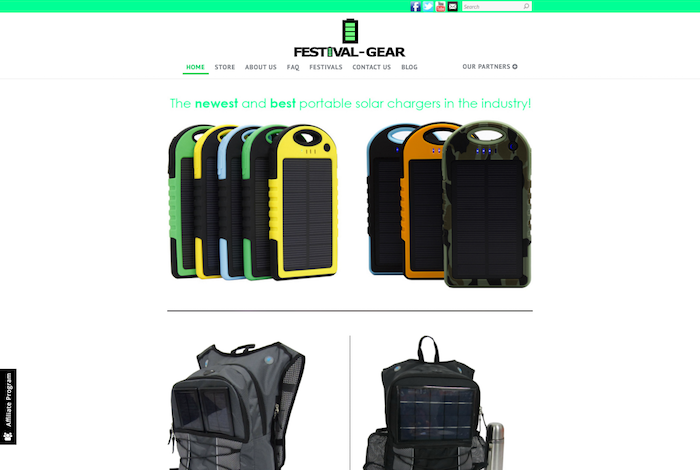 Search
FESTIVAL-GEAR
HOME STORE ABOUT US FAQ FESTIVALS CONTACT US BLOG OUR PARTNERS
The newest and best portable solar chargers in the industry!
Affiliate Program